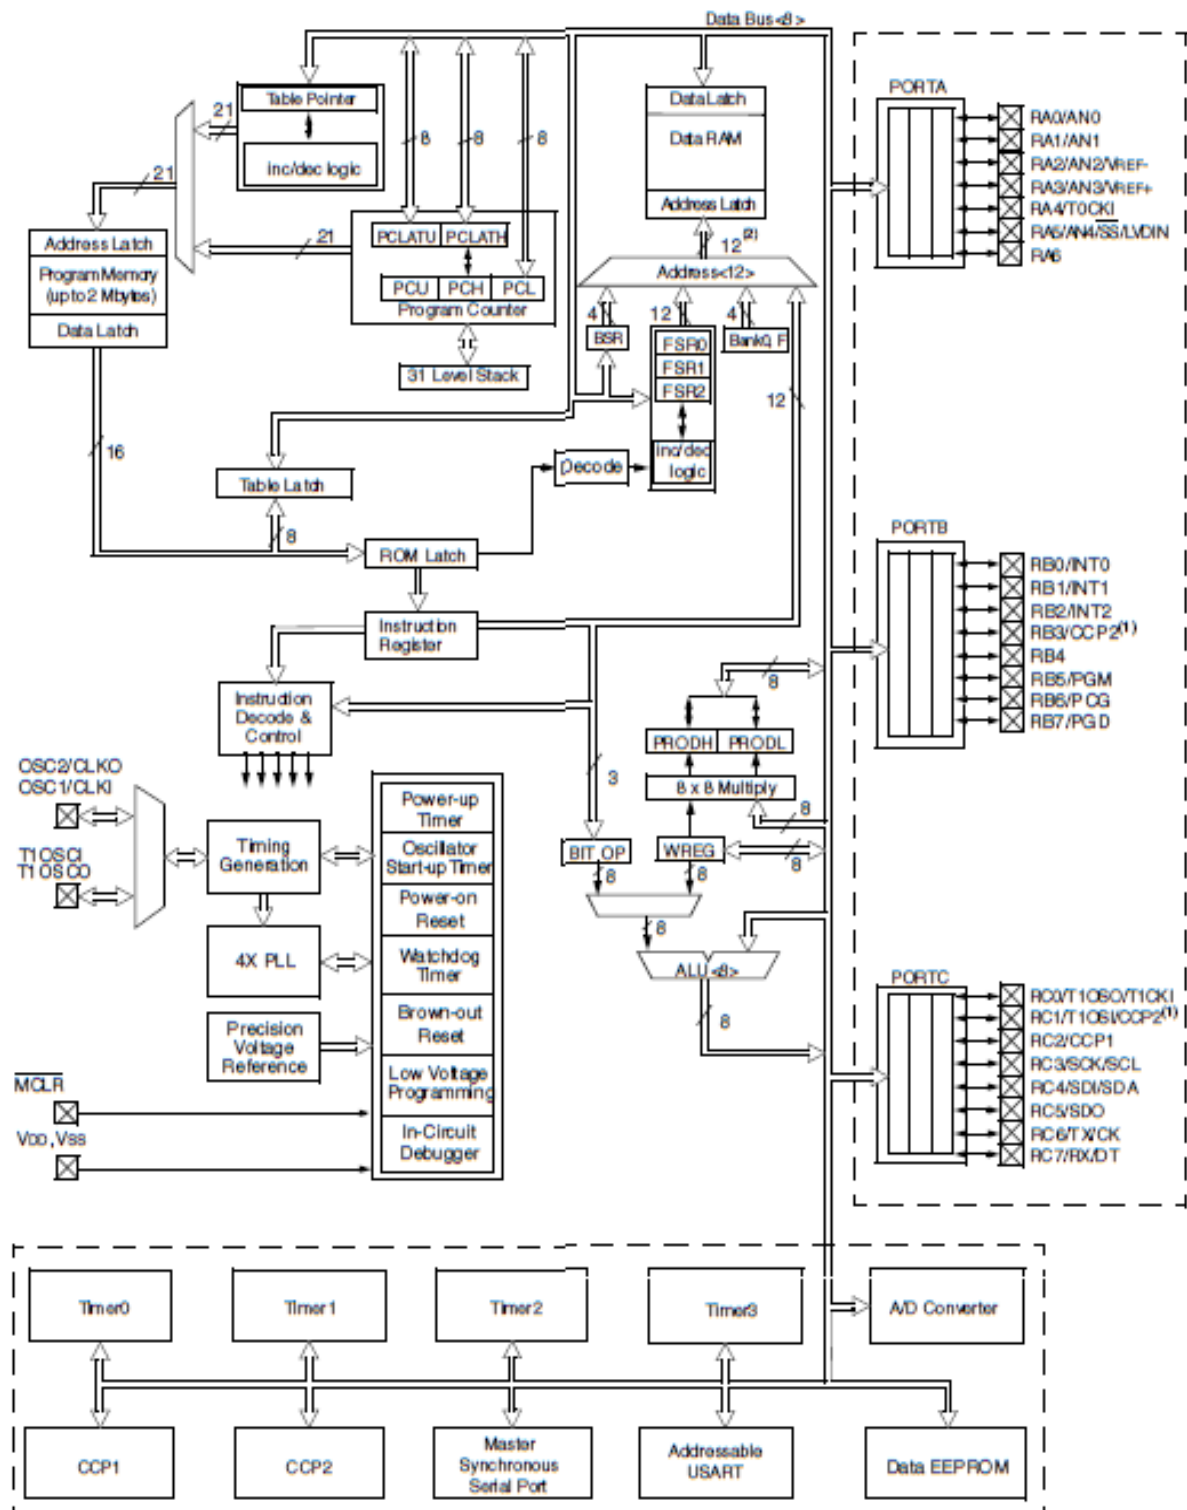 Data Bus<8>
PORTA
Table Pointer
inc/dec logic
21
21
21
8
8
8
Data Latch
Data RAM
Address Latch
12(2)
Address<12>
RA0/AN0
RA1/AN1
RA2/AN2/VREF-
RA3/AN3/VREF+
RA4/T0CKI
RA5/AN4/SS/LVDIN
RA6
Address Latch
Program Memory
(up to 2 Mbytes)
Data Latch
PCLATU
PCLATH
PCU
PCH
PCL
Program Counter
31 Level Stack
4
12
4
BSR
FSR0
FSR1
FSR2
Bank0, F
inc/dec
logic
12
16
Decode
Table Latch
8
ROM Latch
Instruction
Register
PORTB
RB0/INT0
RB1/INT1
RB2/INT2
RB3/CCP2(1)
RB4
RB5/PGM
RB6/PCG
RB7/PGD
Instruction
Decode &
Control
8
PRODH
PRODL
8 x 8 Multiply
3
8
BIT OP
WREG
8
8
8
8
ALU<8>
8
OSC2/CLKO
OSC1/CLKI
T1OSCI
T1OSCO
Timing
Generation
4X PLL
Precision
Voltage
Reference
Power-up
Timer
Oscillator
Start-up Timer
Power-on
Reset
Watchdog
Timer
Brown-out
Reset
Low Voltage
Programming
In-Circuit
Debugger
MCLR
VDD, VSS
PORTC
RC0/T1OSO/T1CKI
RC1/T1OSI/CCP2(1)
RC2/CCP1
RC3/SCK/SCL
RC4/SDI/SDA
RC5/SDO
RC6/TX/CK
RC7/RX/DT
Timer0
Timer1
Timer2
Timer3
A/D Converter
CCP1
CCP2
Master
Synchronous
Serial Port
Addressable
USART
Data EEPROM